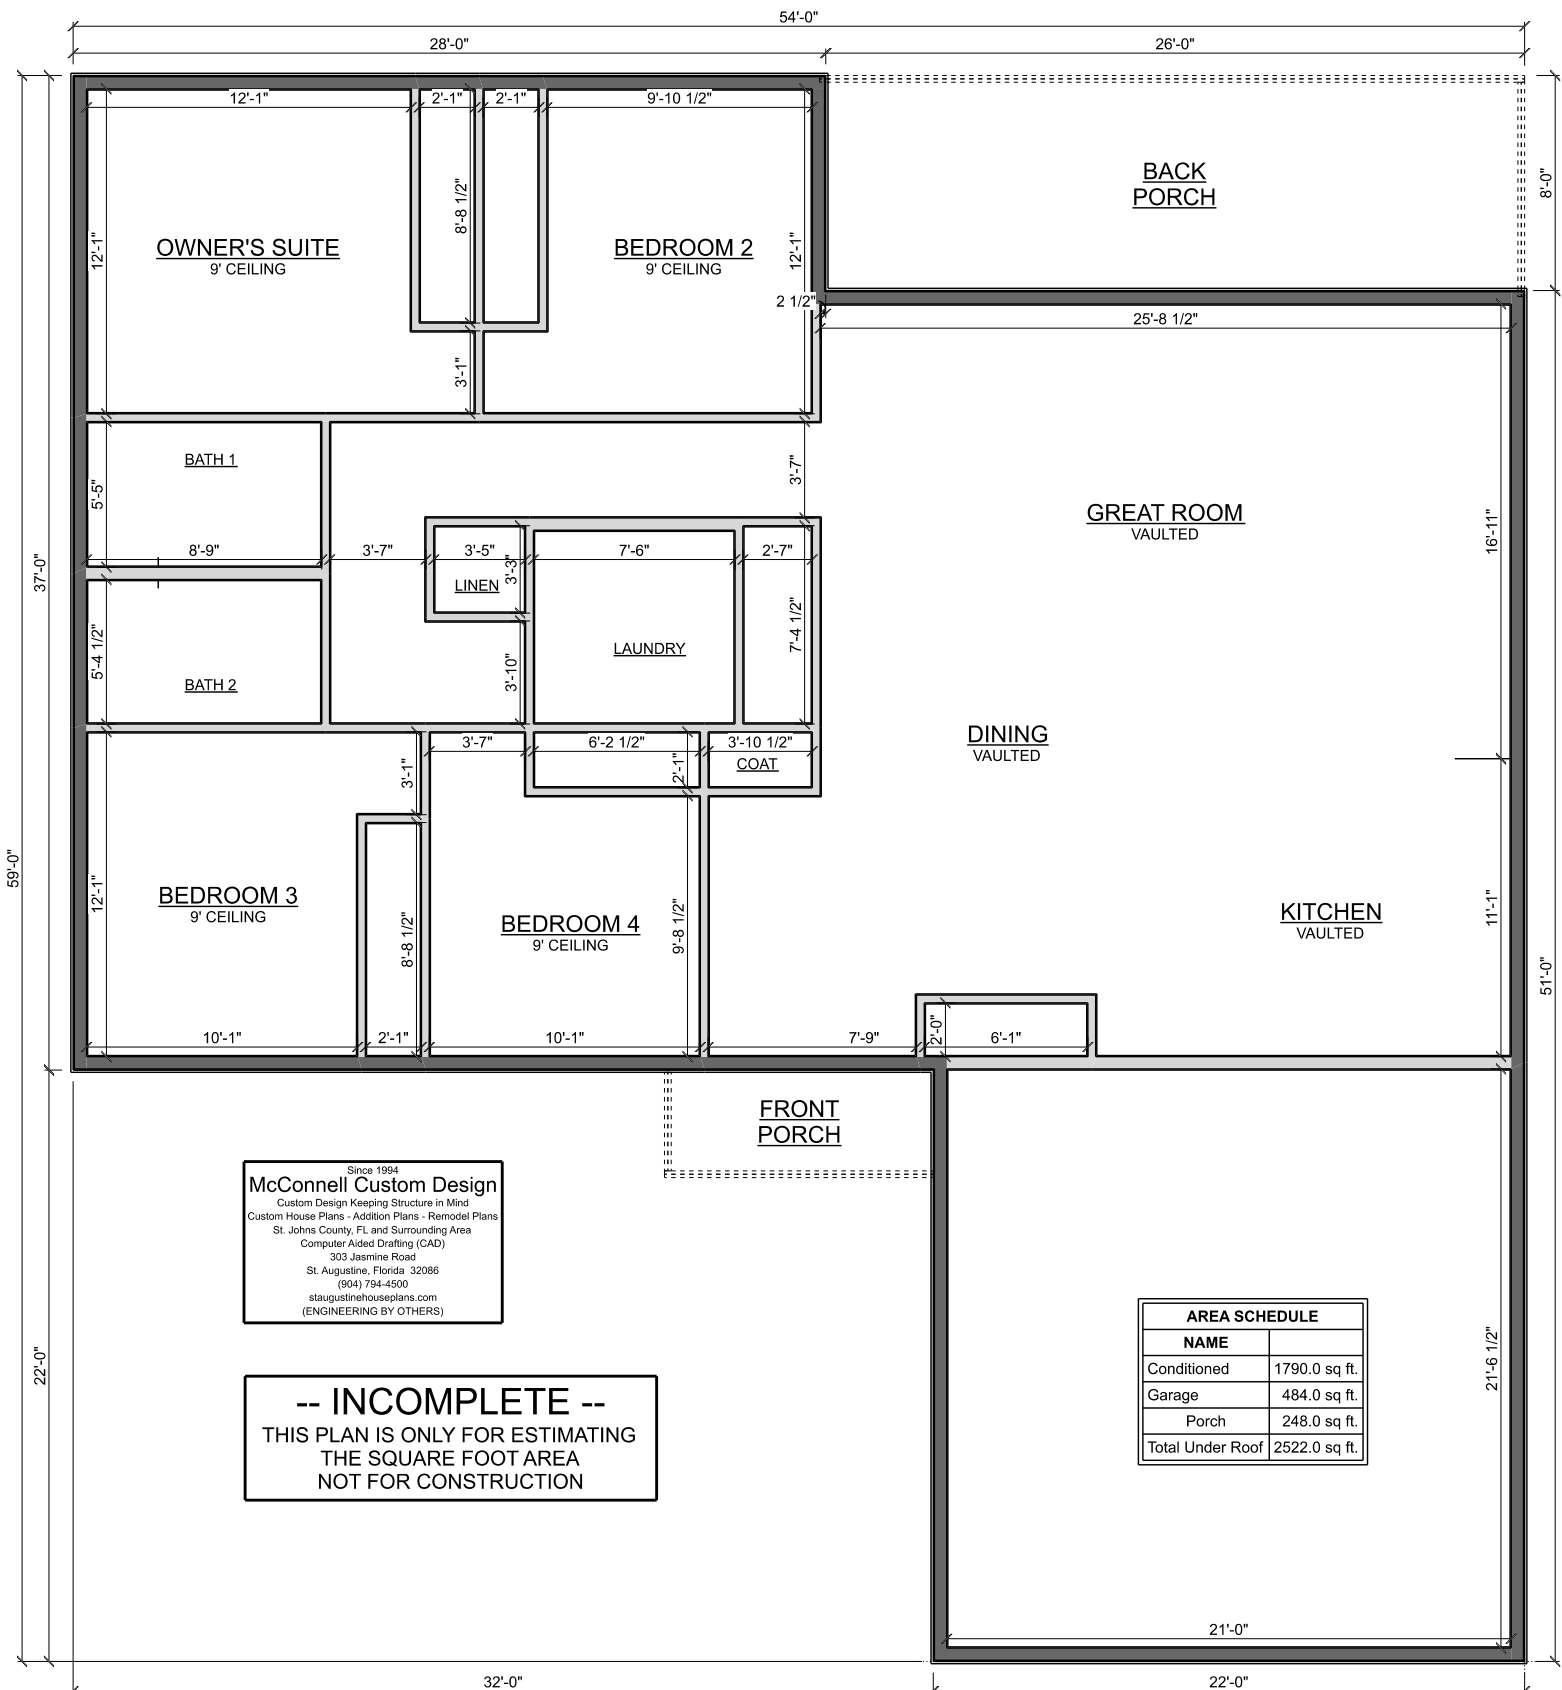 54'-0"
28'-0"
26'-0"
12'-1"
2'-1"
2'-1"
9'-10 1/2"
8'-8 1/2"
12'-1"
12'-1"
OWNER'S SUITE
9' CEILING
BEDROOM 2
9' CEILING
BACK
PORCH
8'-0"
2 1/2"
25'-8 1/2"
3'-1"
BATH 1
5'-5"
3'-7"
GREAT ROOM
VAULTED
16'-11"
8'-9"
3'-7"
3'-5"
3'-3"
7'-6"
2'-7"
LINEN
37'-0"
5'-4 1/2"
BATH 2
3'-10"
LAUNDRY
7'-4 1/2"
DINING
VAULTED
3'-7"
6'-2 1/2"
3'-10 1/2"
COAT
3'-1"
2'-1"
59'-0"
12'-1"
BEDROOM 3
9' CEILING
8'-8 1/2"
BEDROOM 4
9' CEILING
9'-8 1/2"
KITCHEN
VAULTED
11'-1"
51'-0"
10'-1"
2'-1"
10'-1"
7'-9"
2'-0"
6'-1"
FRONT
PORCH
Since 1994
McConnell Custom Design
Custom Design Keeping Structure in Mind
Custom House Plans - Addition Plans - Remodel Plans
St. Johns County, FL and Surrounding Area
Computer Aided Drafting (CAD)
303 Jasmine Road
St. Augustine, Florida 32086
(904) 794-4500
staugustinehouseplans.com
(ENGINEERING BY OTHERS)
22'-0"
-- INCOMPLETE --
THIS PLAN IS ONLY FOR ESTIMATING
THE SQUARE FOOT AREA
NOT FOR CONSTRUCTION
AREA SCHEDULE
NAME
Conditioned 1790.0 sq ft.
Garage 484.0 sq ft.
Porch 248.0 sq ft.
Total Under Roof 2522.0 sq ft.
21'-6 1/2"
21'-0"
32'-0"
22'-0"